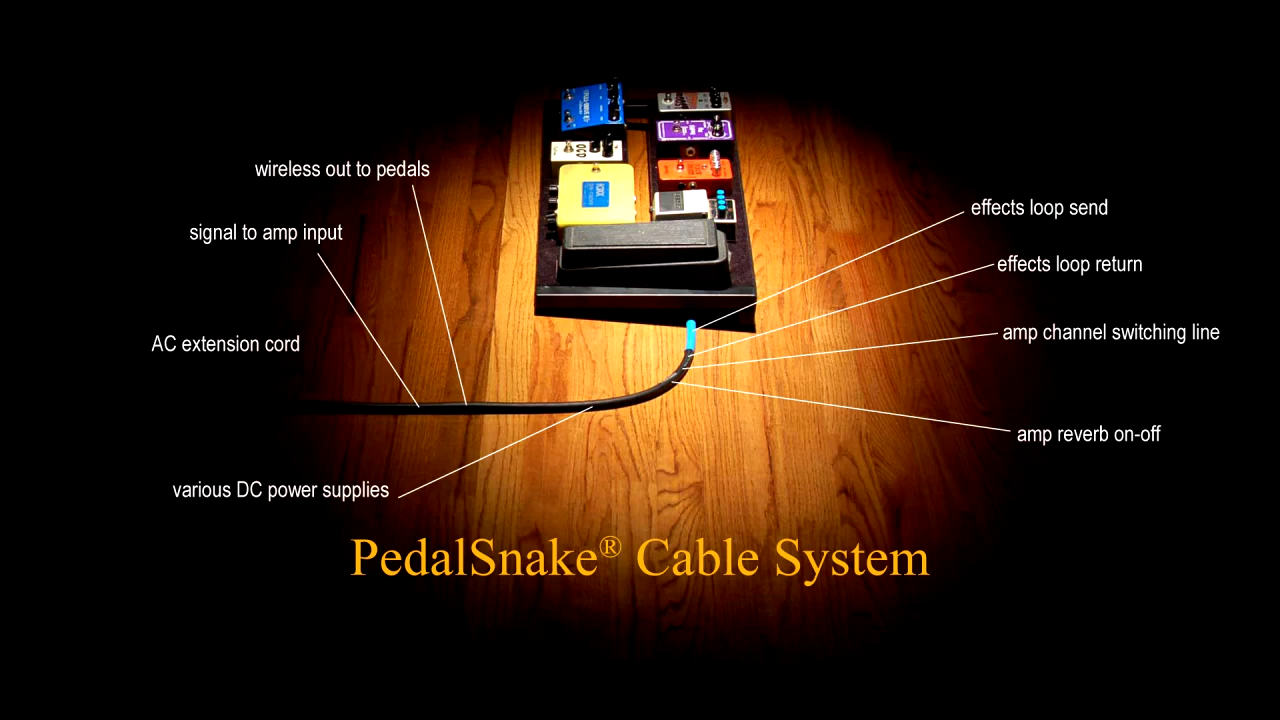 wireless out to pedals
signal to amp input
AC extension cord
various DC power supplies
effects loop send
effects loop return
amp channel switching line
amp reverb on-off
OCD
PedalSnake® Cable System